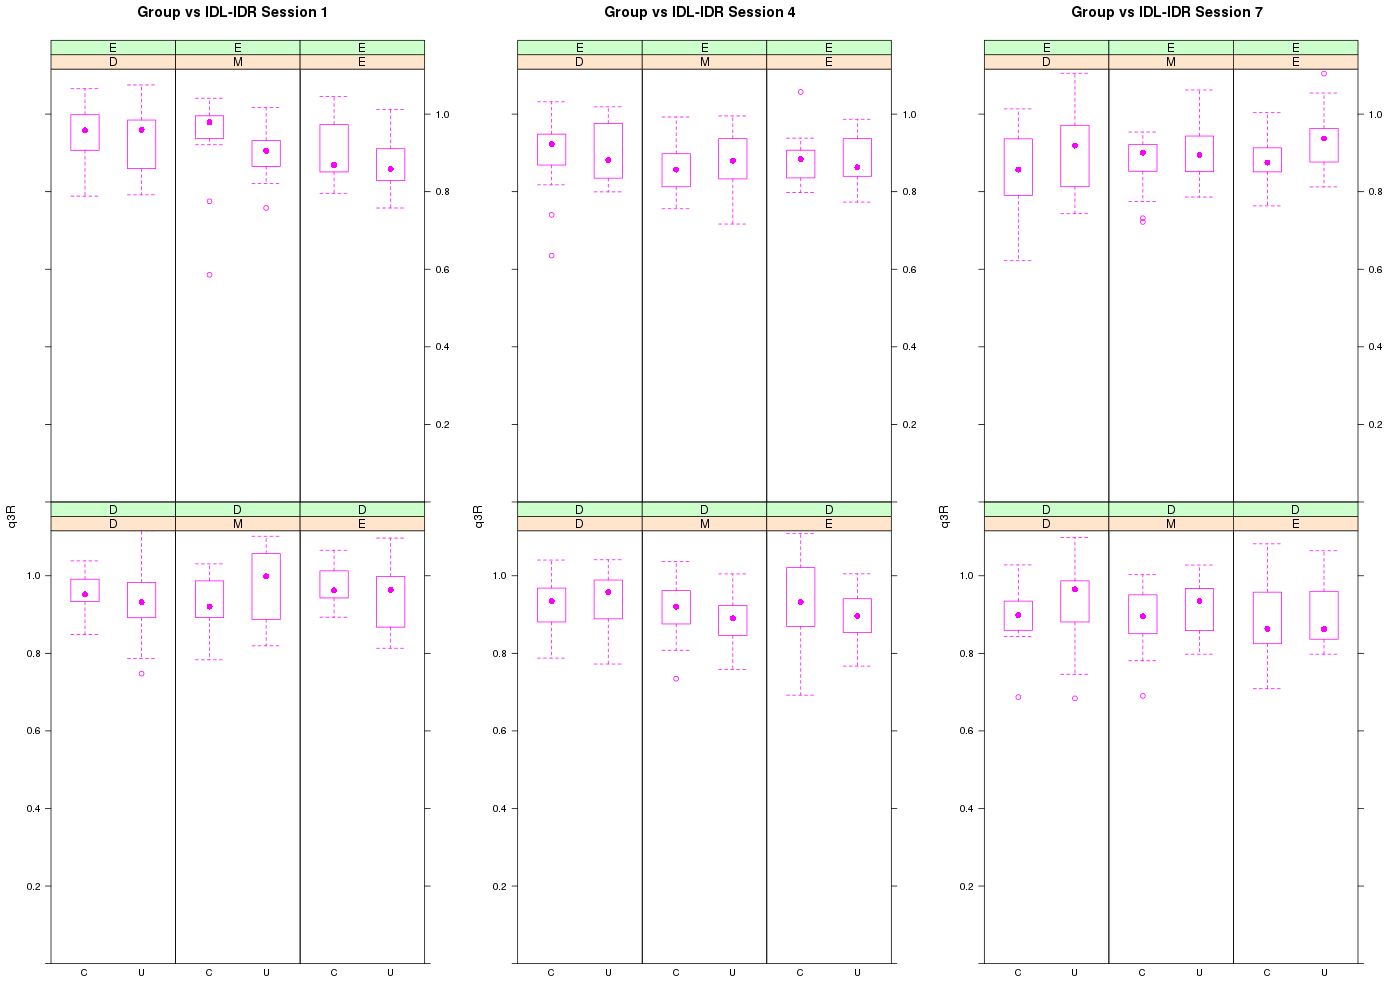 Group vs IDL-IDR Session 1 Group vs IDL-IDR Session 4 Group vs IDL-IDR Session 7
E E E E E E E E E
D M E D M E D M E
1.0 1.0 1.0
0.8 0.8 0.8
0.6 0.6 0.6
0.4 0.4 0.4
0.2 0.2 0.2
D D D D D D D D D
D M E D M E D M E
q3R q3R q3R
1.0 1.0 1.0
0.8 0.8 0.8
0.6 0.6 0.6
0.4 0.4 0.4
0.2 0.2 0.2
C U C U C U C U C U C U C U C U C U